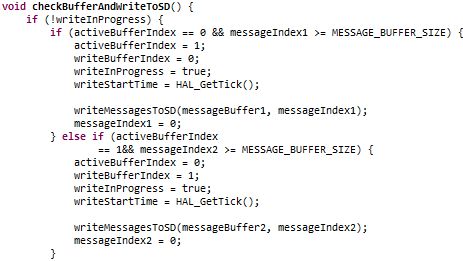 void checkBufferAndWriteToSD() {
    if (!writeInProgress) {
        if (activeBufferIndex == 0 && messageIndex1 >= MESSAGE_BUFFER_SIZE) {
            activeBufferIndex = 1;
            writeBufferIndex = 0;
            writeInProgress = true;
            writeStartTime = HAL_GetTick();

            writeMessagesToSD(messageBuffer1, messageIndex1);
            messageIndex1 = 0;
        } else if (activeBufferIndex
                == 1&& messageIndex2 >= MESSAGE_BUFFER_SIZE) {
            activeBufferIndex = 0;
            writeBufferIndex = 1;
            writeInProgress = true;
            writeStartTime = HAL_GetTick();

            writeMessagesToSD(messageBuffer2, messageIndex2);
            messageIndex2 = 0;
        }